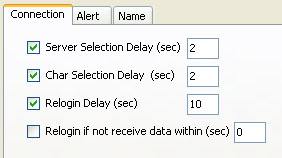 Connection Alert Name
Server Selection Delay (sec) 2
Char Selection Delay (sec) 2
Relogin Delay (sec) 10
Relogin if not receive data within (sec) 0